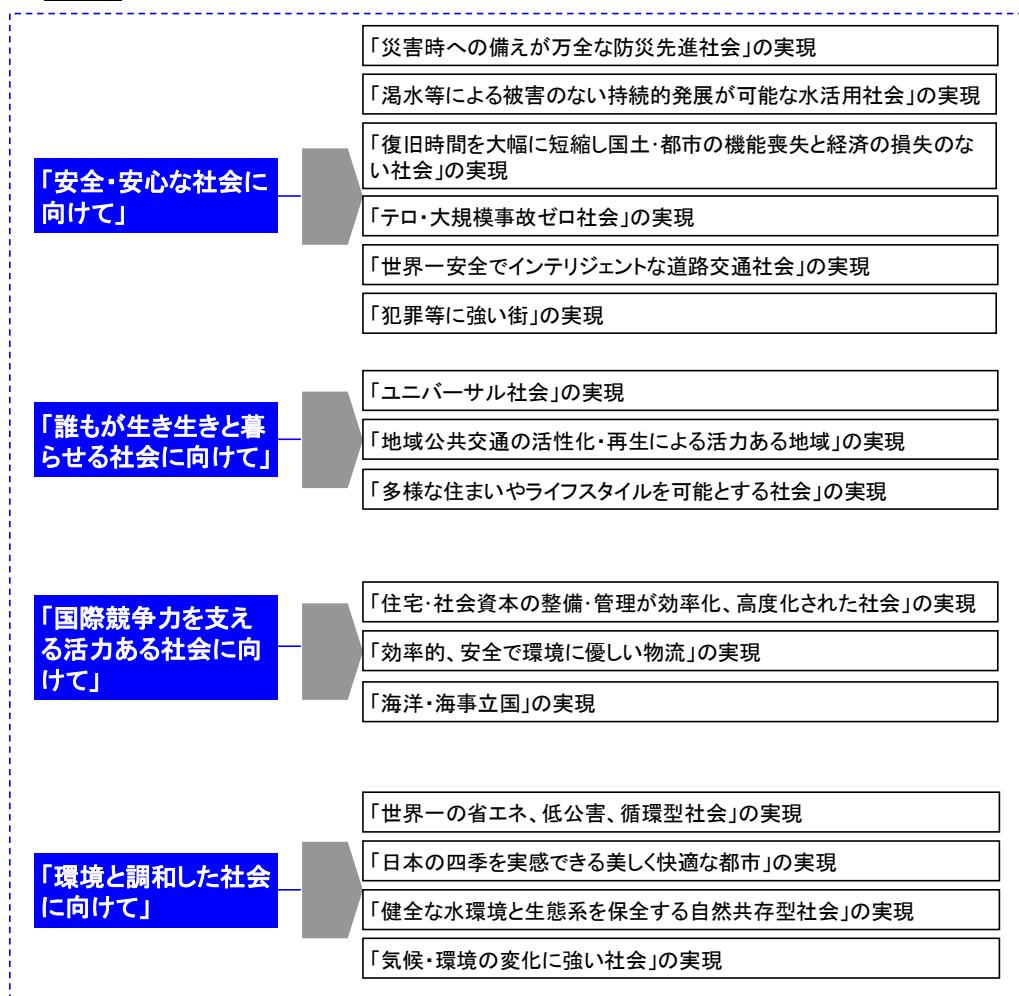 「安全・安心な社会に
向けて」
「災害時への備えが万全な防災先進社会」の実現
「渇水等による被害のない持続的発展が可能な水活用社会」の実現
「復旧時間を大幅に短縮し国土・都市の機能喪失と経済の損失のな
い社会」の実現
「テロ・大規模事故ゼロ社会」の実現
「世界一安全でインテリジェントな道路交通社会」の実現
「犯罪等に強い街」の実現
「誰もが生き生きと暮
らせる社会に向けて」
「ユニバーサル社会」の実現
「地域公共交通の活性化・再生による活力ある地域」の実現
「多様な住まいやライフスタイルを可能とする社会」の実現
「国際競争力を支え
る活力ある社会に向
けて」
「住宅・社会資本の整備・管理が効率化、高度化された社会」の実現
「効率的、安全で環境に優しい物流」の実現
「海洋・海事立国」の実現
「環境と調和した社会
に向けて」
「世界一の省エネ、低公害、循環型社会」の実現
「日本の四季を実感できる美しく快適な都市」の実現
「健全な水環境と生態系を保全する自然共存型社会」の実現
「気候・環境の変化に強い社会」の実現